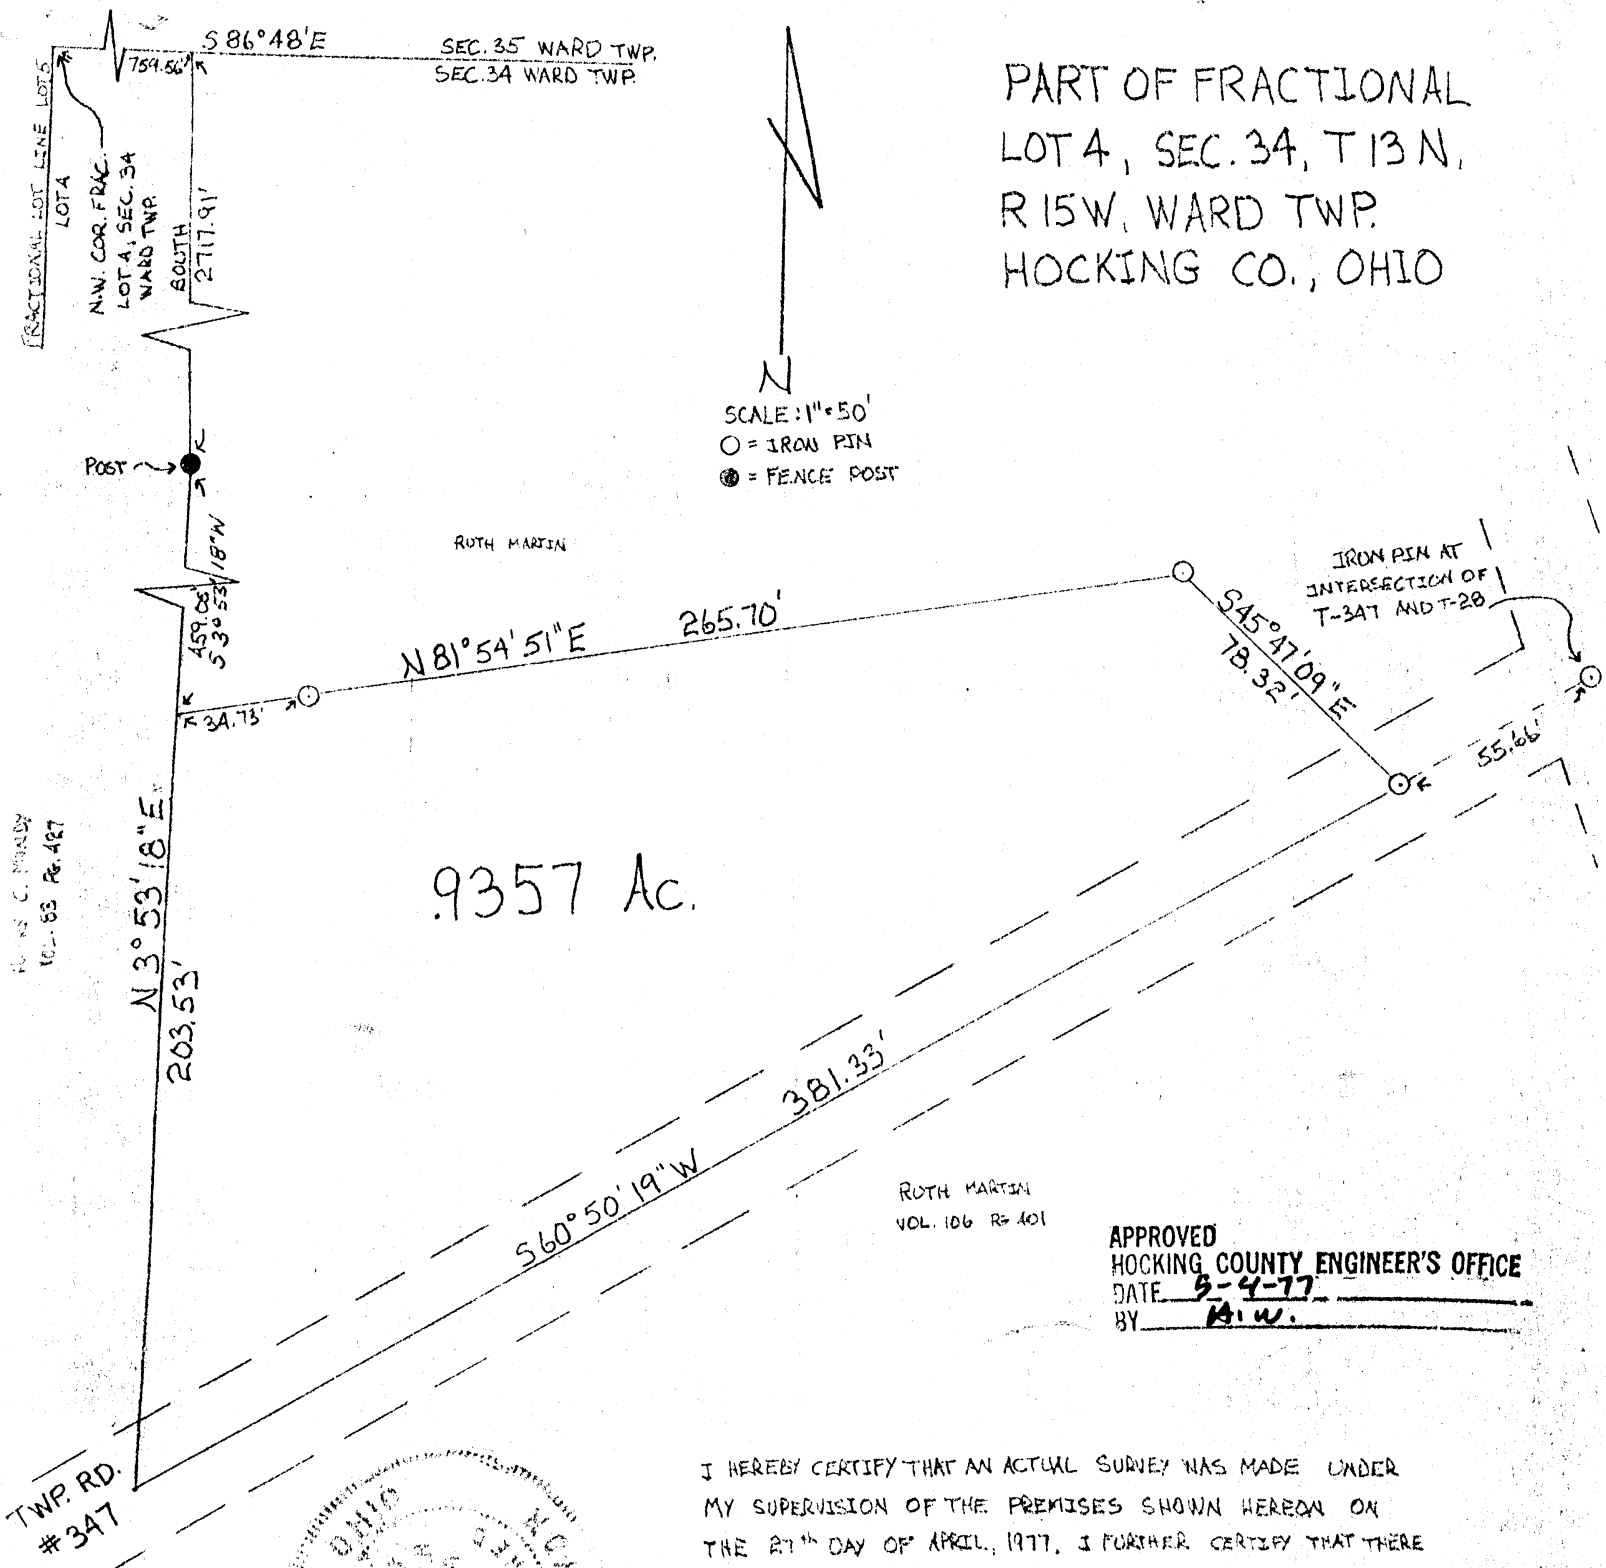 PART OF FRACTIONAL
LOT 4, SEC. 34, T 13 N,
R 15 W, WARD TWP.
HOCKING CO., OHIO
S 86° 48' E
SEC. 35 WARD TWP.
SEC. 34 WARD TWP.
759.56'
FRACTIONAL LOT LINE LOT 5
LOT 4
N.W. COR. FRAC.
LOT 4, SEC. 34
WARD TWP.
SOUTH
2717.91'
N
SCALE: 1" = 50'
O = IRON PIN
● = FENCE POST
POST
459.08'
S 3° 53' 18" W
RUTH MARTIN
IRON PIN AT
INTERSECTION OF
T-347 AND T-28
N 81° 54' 51" E
265.70'
34.73'
S 45° 47' 09" E
78.32'
55.66'
N 3° 53' 18" E
203.53'
C.
VOL. 83 PG. 427
.9357 Ac.
381.33'
S 60° 50' 19" W
RUTH MARTIN
VOL. 106 PG 401
APPROVED
HOCKING COUNTY ENGINEER'S OFFICE
DATE 5-4-77
BY H.W.
TWP. RD.
# 347
OHIO
I HEREBY CERTIFY THAT AN ACTUAL SURVEY WAS MADE UNDER
MY SUPERVISION OF THE PREMISES SHOWN HEREON ON
THE 27th DAY OF APRIL, 1977. I FURTHER CERTIFY THAT THERE